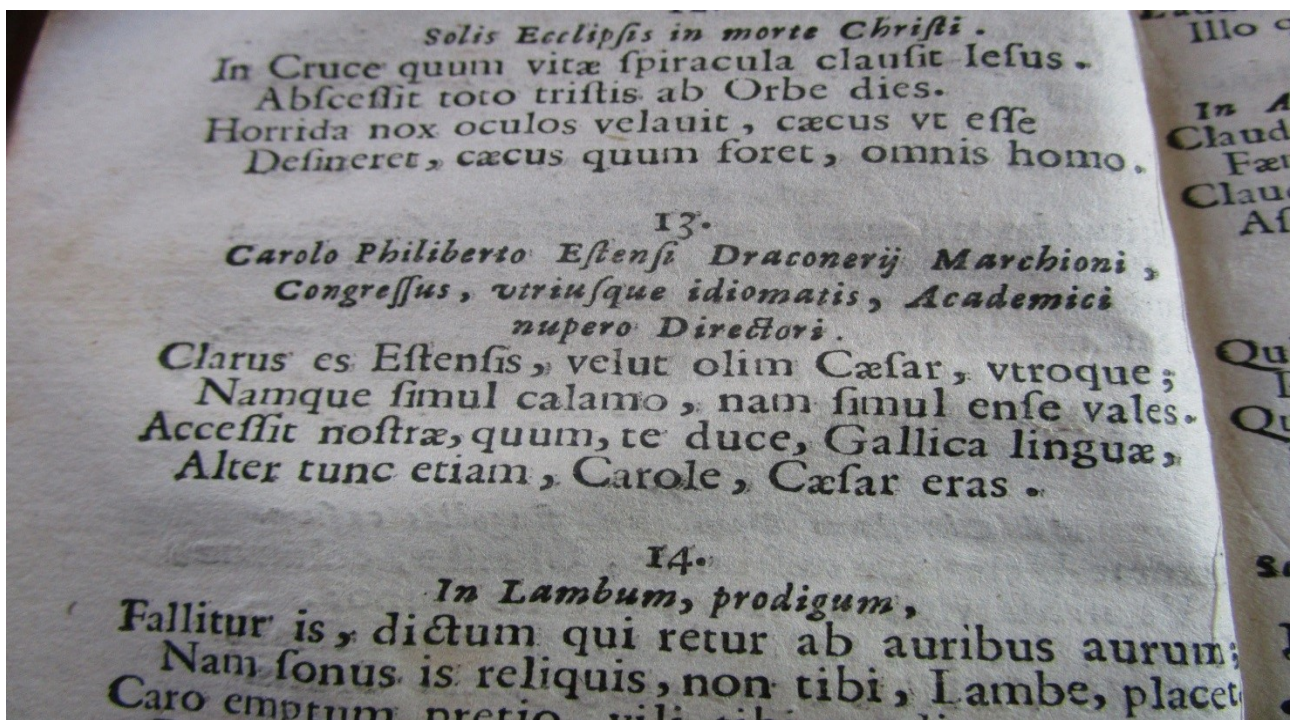 Solis Ecclipſis in morte Chriſti.
In Cruce quum vitæ ſpiracula clauſit Ieſus.
Abſceſſit toto triſtis ab Orbe dies.
Horrida nox oculos velauit, cæcus vt eſſe
Deſineret, cæcus quum foret, omnis homo.
13.
Carolo Philiberto Eſtenſi Draconerij Marchioni,
Congreſſus, vtriuſque idiomatis, Academici
nupero Directori.
Clarus es Eſtenſis, velut olim Cæſar, vtroque;
Namque ſimul calamo, nam ſimul enſe vales.
Acceſſit noſtræ, quum, te duce, Gallica linguæ,
Alter tunc etiam, Carole, Cæſar eras.
14.
In Lambum, prodigum,
Fallitur is, dictum qui retur ab auribus aurum;
Nam ſonus is reliquis, non tibi, Lambe, placet
Caro emptum pretio
Illo
In